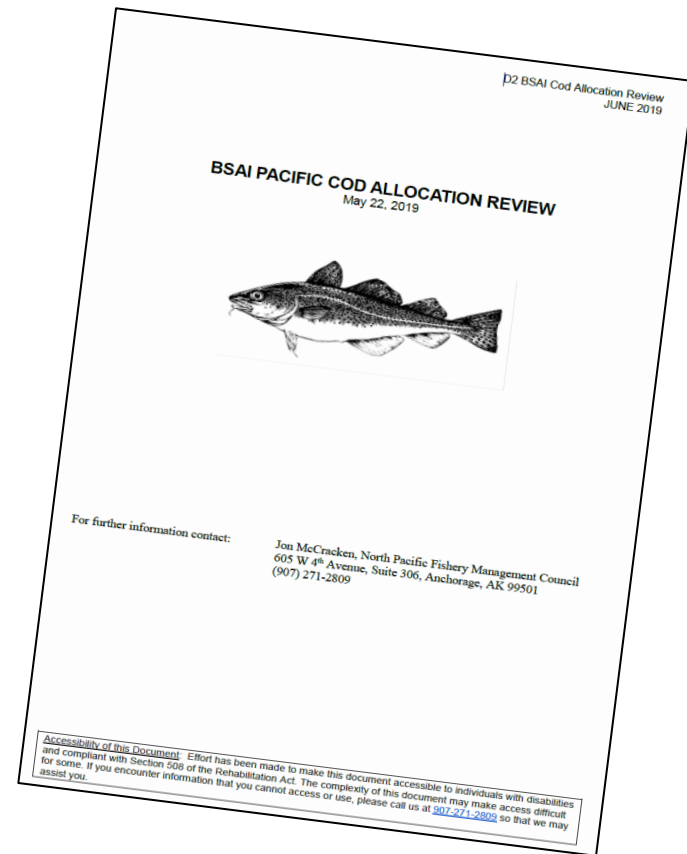 D2 BSAI Cod Allocation Review
JUNE 2019
BSAI PACIFIC COD ALLOCATION REVIEW
May 22, 2019
For further information contact:
Jon McCracken, North Pacific Fishery Management Council
605 W 4th Avenue, Suite 306, Anchorage, AK 99501
(907) 271-2809
Accessibility of this Document: Effort has been made to make this document accessible to individuals with disabilities
and compliant with Section 508 of the Rehabilitation Act. The complexity of this document may make access difficult
for some. If you encounter information that you cannot access or use, please call us at 907-271-2809 so that we may
assist you.